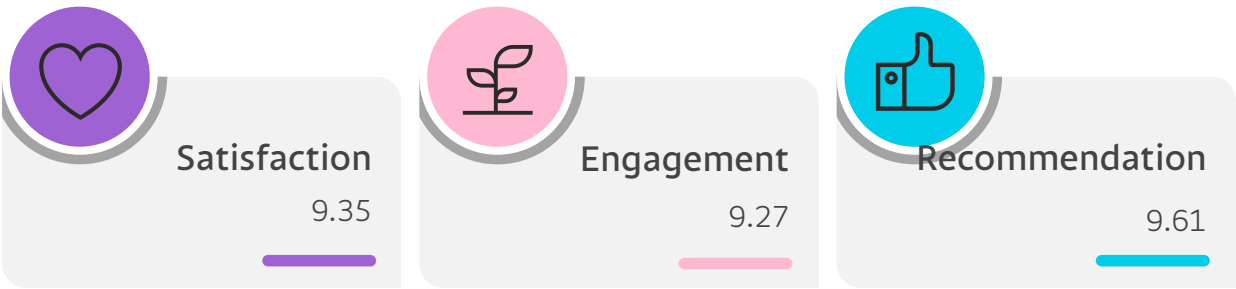 Satisfaction
9.35
Engagement
9.27
Recommendation
9.61